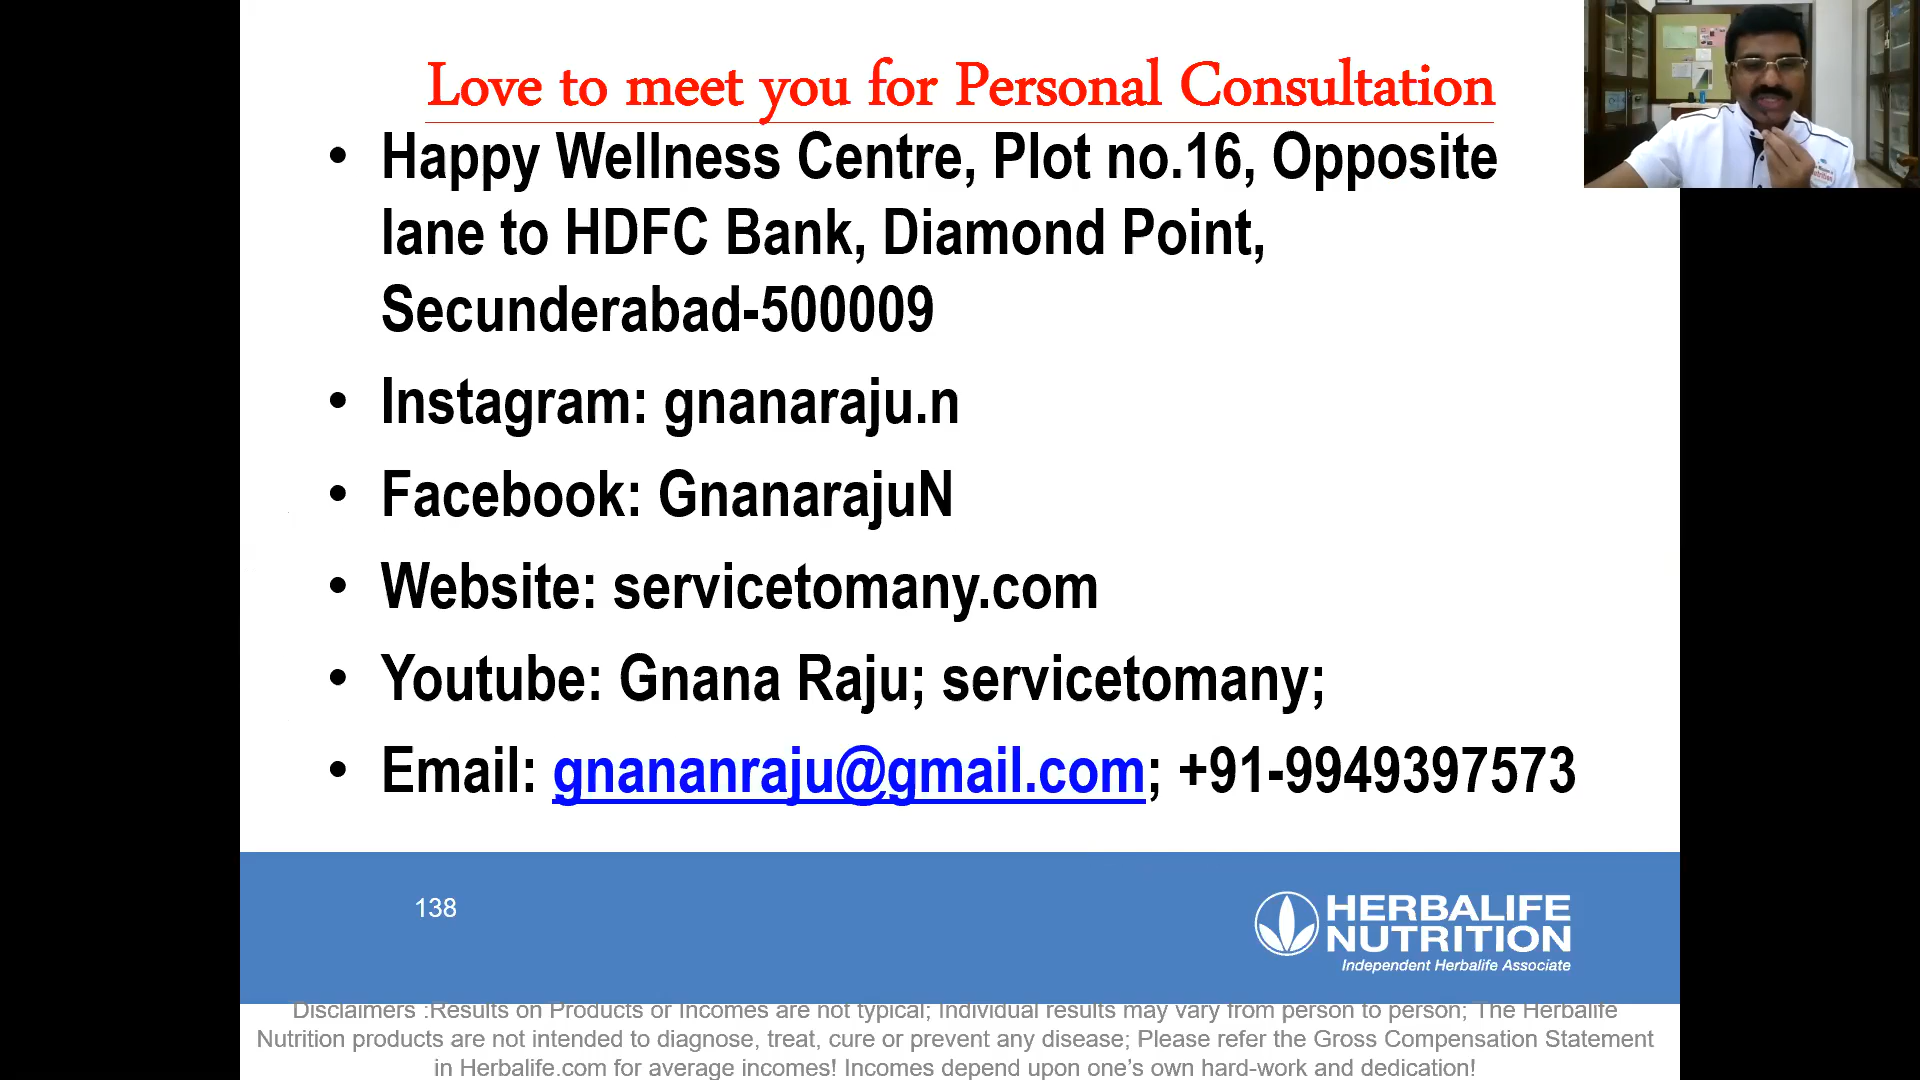 Love to meet you for Personal Consultation
• Happy Wellness Centre, Plot no.16, Opposite
lane to HDFC Bank, Diamond Point,
Secunderabad-500009
• Instagram: gnanaraju.n
• Facebook: GnanarajuN
• Website: servicetomany.com
• Youtube: Gnana Raju; servicetomany;
• Email: gnananraju@gmail.com; +91-9949397573
138
HERBALIFE
NUTRITION
Independent Herbalife Associate
Disclaimers :Results on Products or Incomes are not typical; Individual results may vary from person to person; The Herbalife
Nutrition products are not intended to diagnose, treat, cure or prevent any disease; Please refer the Gross Compensation Statement
in Herbalife.com for average incomes! Incomes depend upon one's own hard-work and dedication!